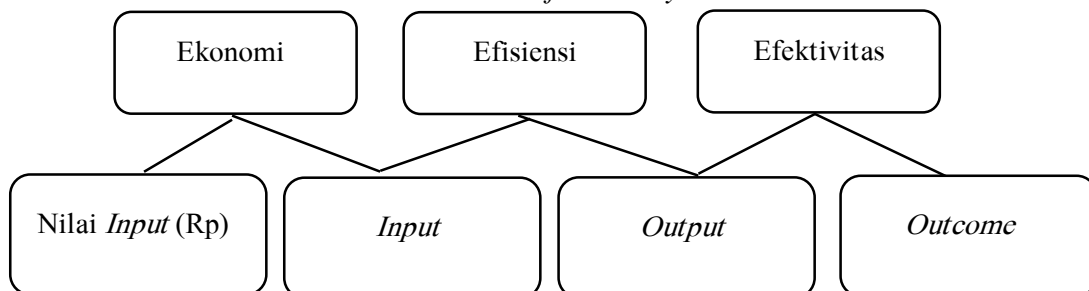 Ekonomi
Efisiensi
Efektivitas
Nilai Input (Rp)
Input
Output
Outcome